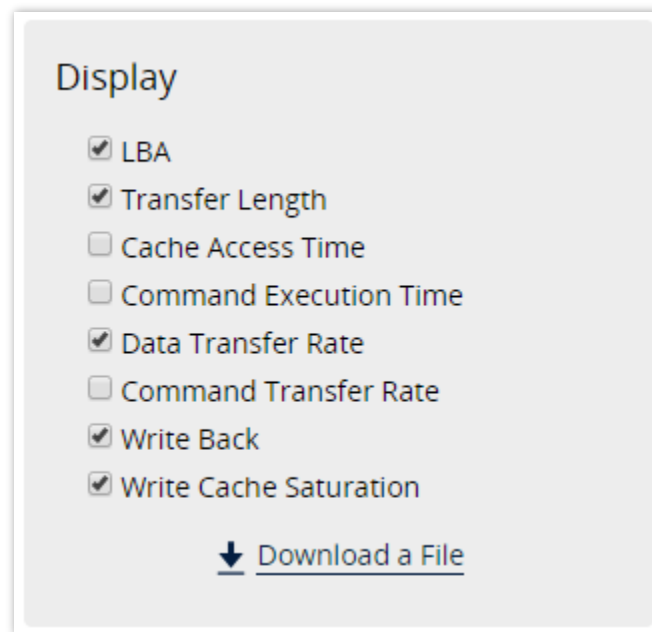 Display
LBA
Transfer Length
Cache Access Time
Command Execution Time
Data Transfer Rate
Command Transfer Rate
Write Back
Write Cache Saturation
Download a File